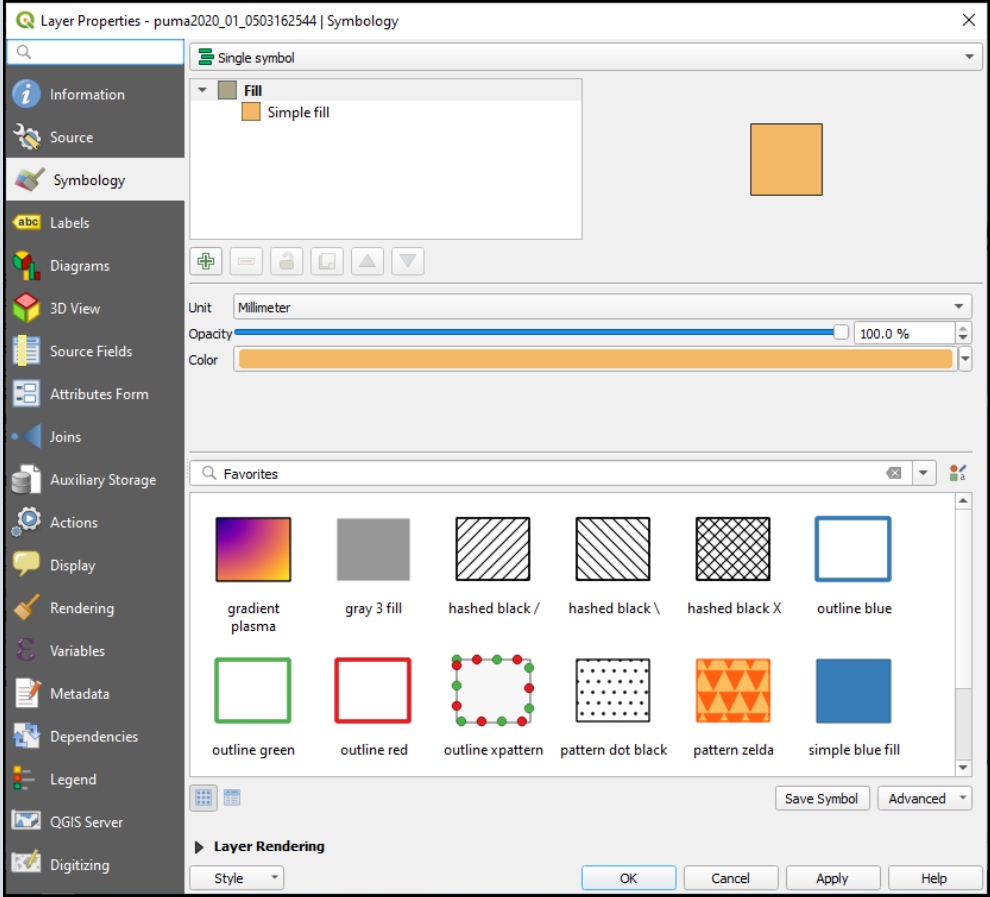 Layer Properties - puma2020_01_0503162544 | Symbology
Single symbol
Information
Source
Symbology
abc Labels
Diagrams
3D View
Source Fields
Attributes Form
Joins
Auxiliary Storage
Actions
Display
Rendering
Variables
Metadata
Dependencies
Legend
QGIS Server
Digitizing
Fill
Simple fill
Unit Millimeter
Opacity 100.0 %
Color
Favorites
a
gradient plasma
gray 3 fill
hashed black /
hashed black \
hashed black X
outline blue
outline green
outline red
outline xpattern
pattern dot black
pattern zelda
simple blue fill
Save Symbol
Advanced
Layer Rendering
Style
OK
Cancel
Apply
Help